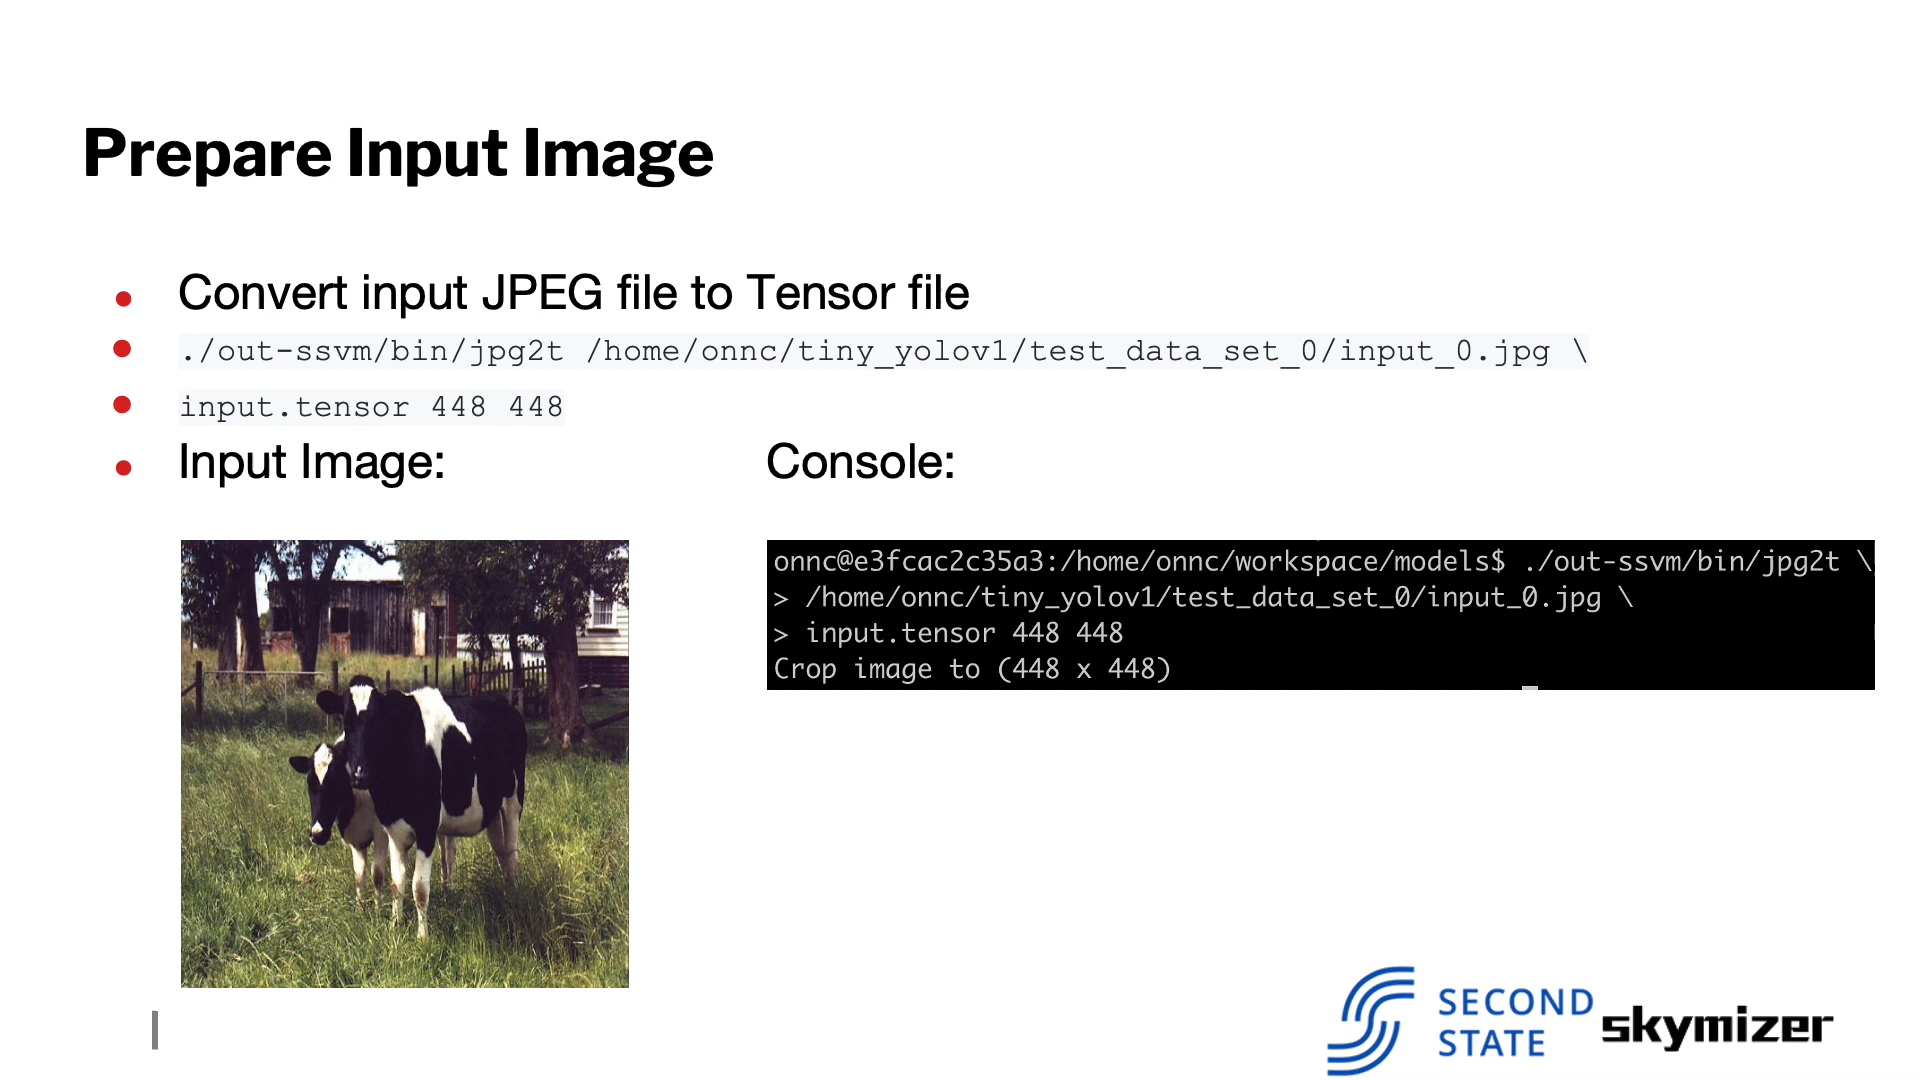 Prepare Input Image
Convert input JPEG file to Tensor file
./out-ssvm/bin/jpg2t /home/onnc/tiny_yolov1/test_data_set_0/input_0.jpg \
input.tensor 448 448
Input Image:
Console:
onnc@e3fcac2c35a3:/home/onnc/workspace/models$ ./out-ssvm/bin/jpg2t \
> /home/onnc/tiny_yolov1/test_data_set_0/input_0.jpg \
> input.tensor 448 448
Crop image to (448 x 448)
SECOND
STATE
skymizer